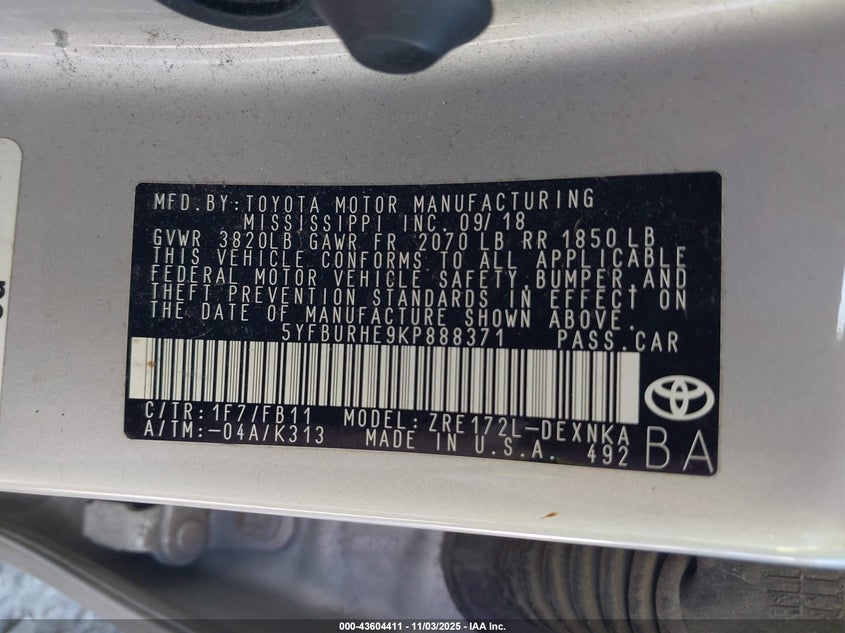 MFD.BY:TOYOTA MOTOR MANUFACTURING
MISSISSIPPI INC. 09/18
GVWR 3820LB GAWR FR 2070 LB RR 1850 LB
THIS VEHICLE CONFORMS TO ALL APPLICABLE
FEDERAL MOTOR VEHICLE SAFETY,BUMPER,AND
THEFT PREVENTION STANDARDS IN EFFECT ON
THE DATE OF MANUFACTURE SHOWN ABOVE.
5YFBURHE9KP888371 PASS.CAR
C/TR:1F7/FB11 MODEL:ZRE172L-DEXNKA
A/TM:-04A/K313 MADE IN U.S.A. 492 BA
000-43604411 - 11/03/2025 - IAA Inc.